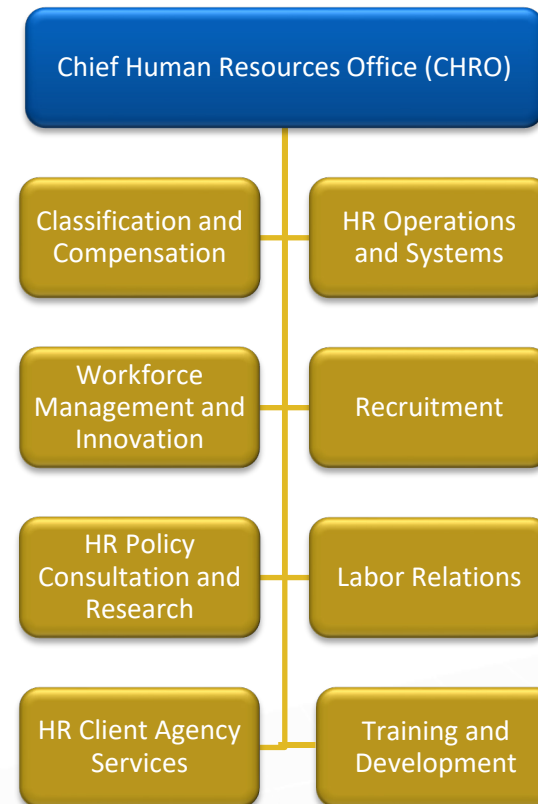 Chief Human Resources Office (CHRO)
Classification and
Compensation
HR Operations
and Systems
Workforce
Management and
Innovation
Recruitment
HR Policy
Consultation and
Research
Labor Relations
HR Client Agency
Services
Training and
Development